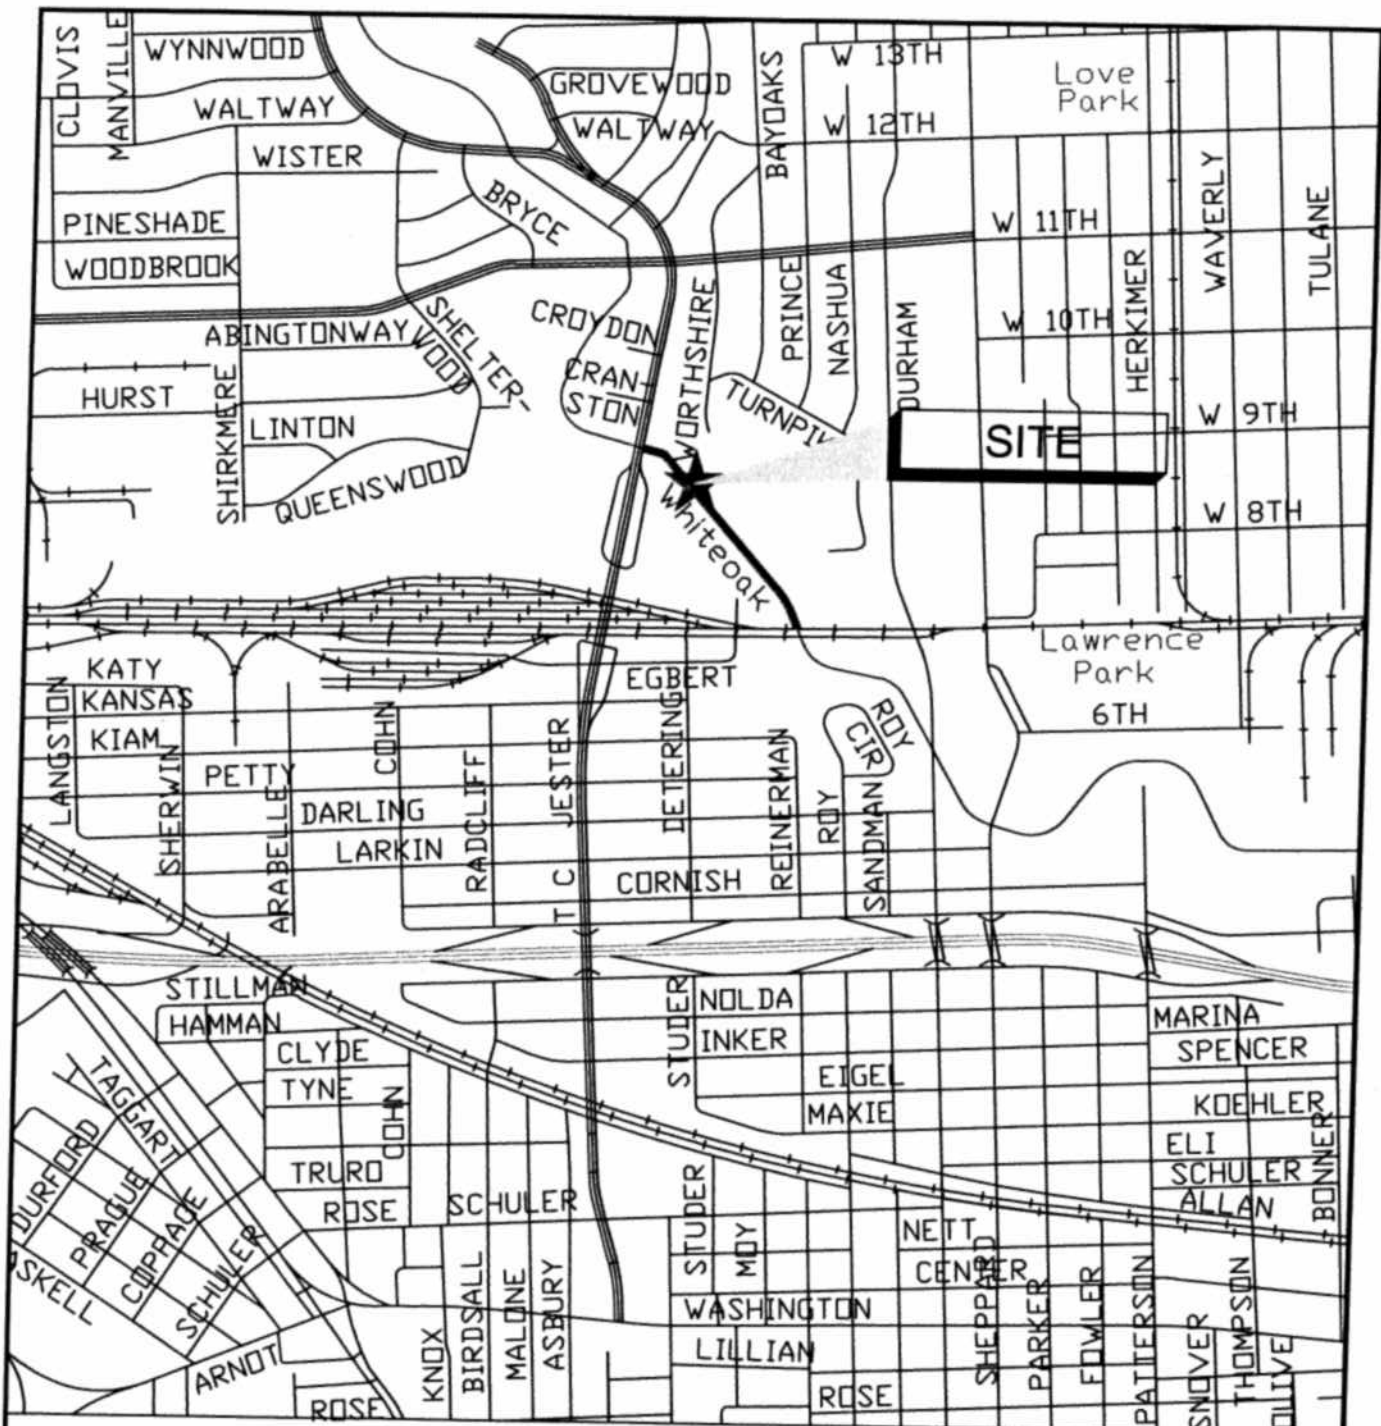 CLOVIS
MANVILLE
WYNNWOOD
WALTWAY
WISTER
PINESHADE
WOODBROOK
GROVEWOOD
WALTWAY
BRYCE
BAYOAKS
W 13TH
W 12TH
Love
Park
W 11TH
W 10TH
WAVERLY
TULANE
HERKIMER
PRINCE
NASHUA
DURHAM
ABINGTONWAY
SHELTER-
WOOD
CROYDON
CRAN-
STON
WORTHSHIRE
HURST
SHIRKMERE
LINTON
QUEENSWOOD
SITE
W 9TH
W 8TH
Whiteoak
Lawrence
Park
6TH
KATY
KANSAS
KIAM
LANGSTON
SHERWIN
PETTY
ARABELLE
DARLING
LARKIN
COHN
RADCLIFF
T C JESTER
EGBERT
DETERING
REINERMAN
ROY
CIR
ROY
SANDMAN
CORNISH
STILLMAN
HAMMAN
CLYDE
TYNE
COHN
TRURO
ROSE
SCHULER
STUDER
NOLDA
INKER
EIGEL
MAXIE
MARINA
SPENCER
KOEHLER
ELI
SCHULER
ALLAN
BONNER
TAGGART
DURFORD
PRAGUE
COPPAGE
SCHULER
SKELL
ARNOT
ROSE
KNOX
BIRDSALL
MALONE
ASBURY
STUDER
MOY
WASHINGTON
LILLIAN
NETT
CENTER
ROSE
SHEPPARD
PARKER
FOWLER
PATTERSON
SNOVER
THOMPSON
OLIVE